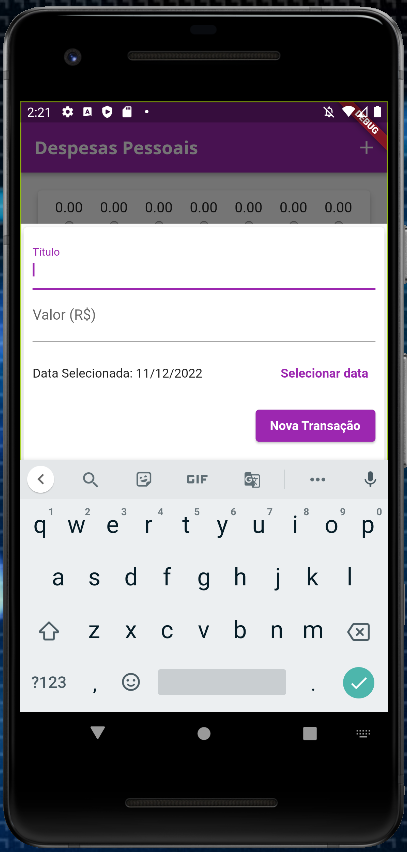 2:21
DEBUG
Despesas Pessoais +
0.00 0.00 0.00 0.00 0.00 0.00 0.00
Título
Valor (R$)
Data Selecionada: 11/12/2022 Selecionar data
Nova Transação
GIF
q1 w2 e3 r4 t5 y6 u7 i8 o9 p0
a s d f g h j k l
z x c v b n m
?123 , .